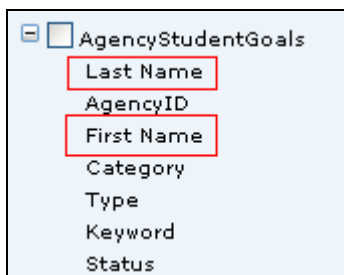 AgencyStudentGoals
Last Name
AgencyID
First Name
Category
Type
Keyword
Status